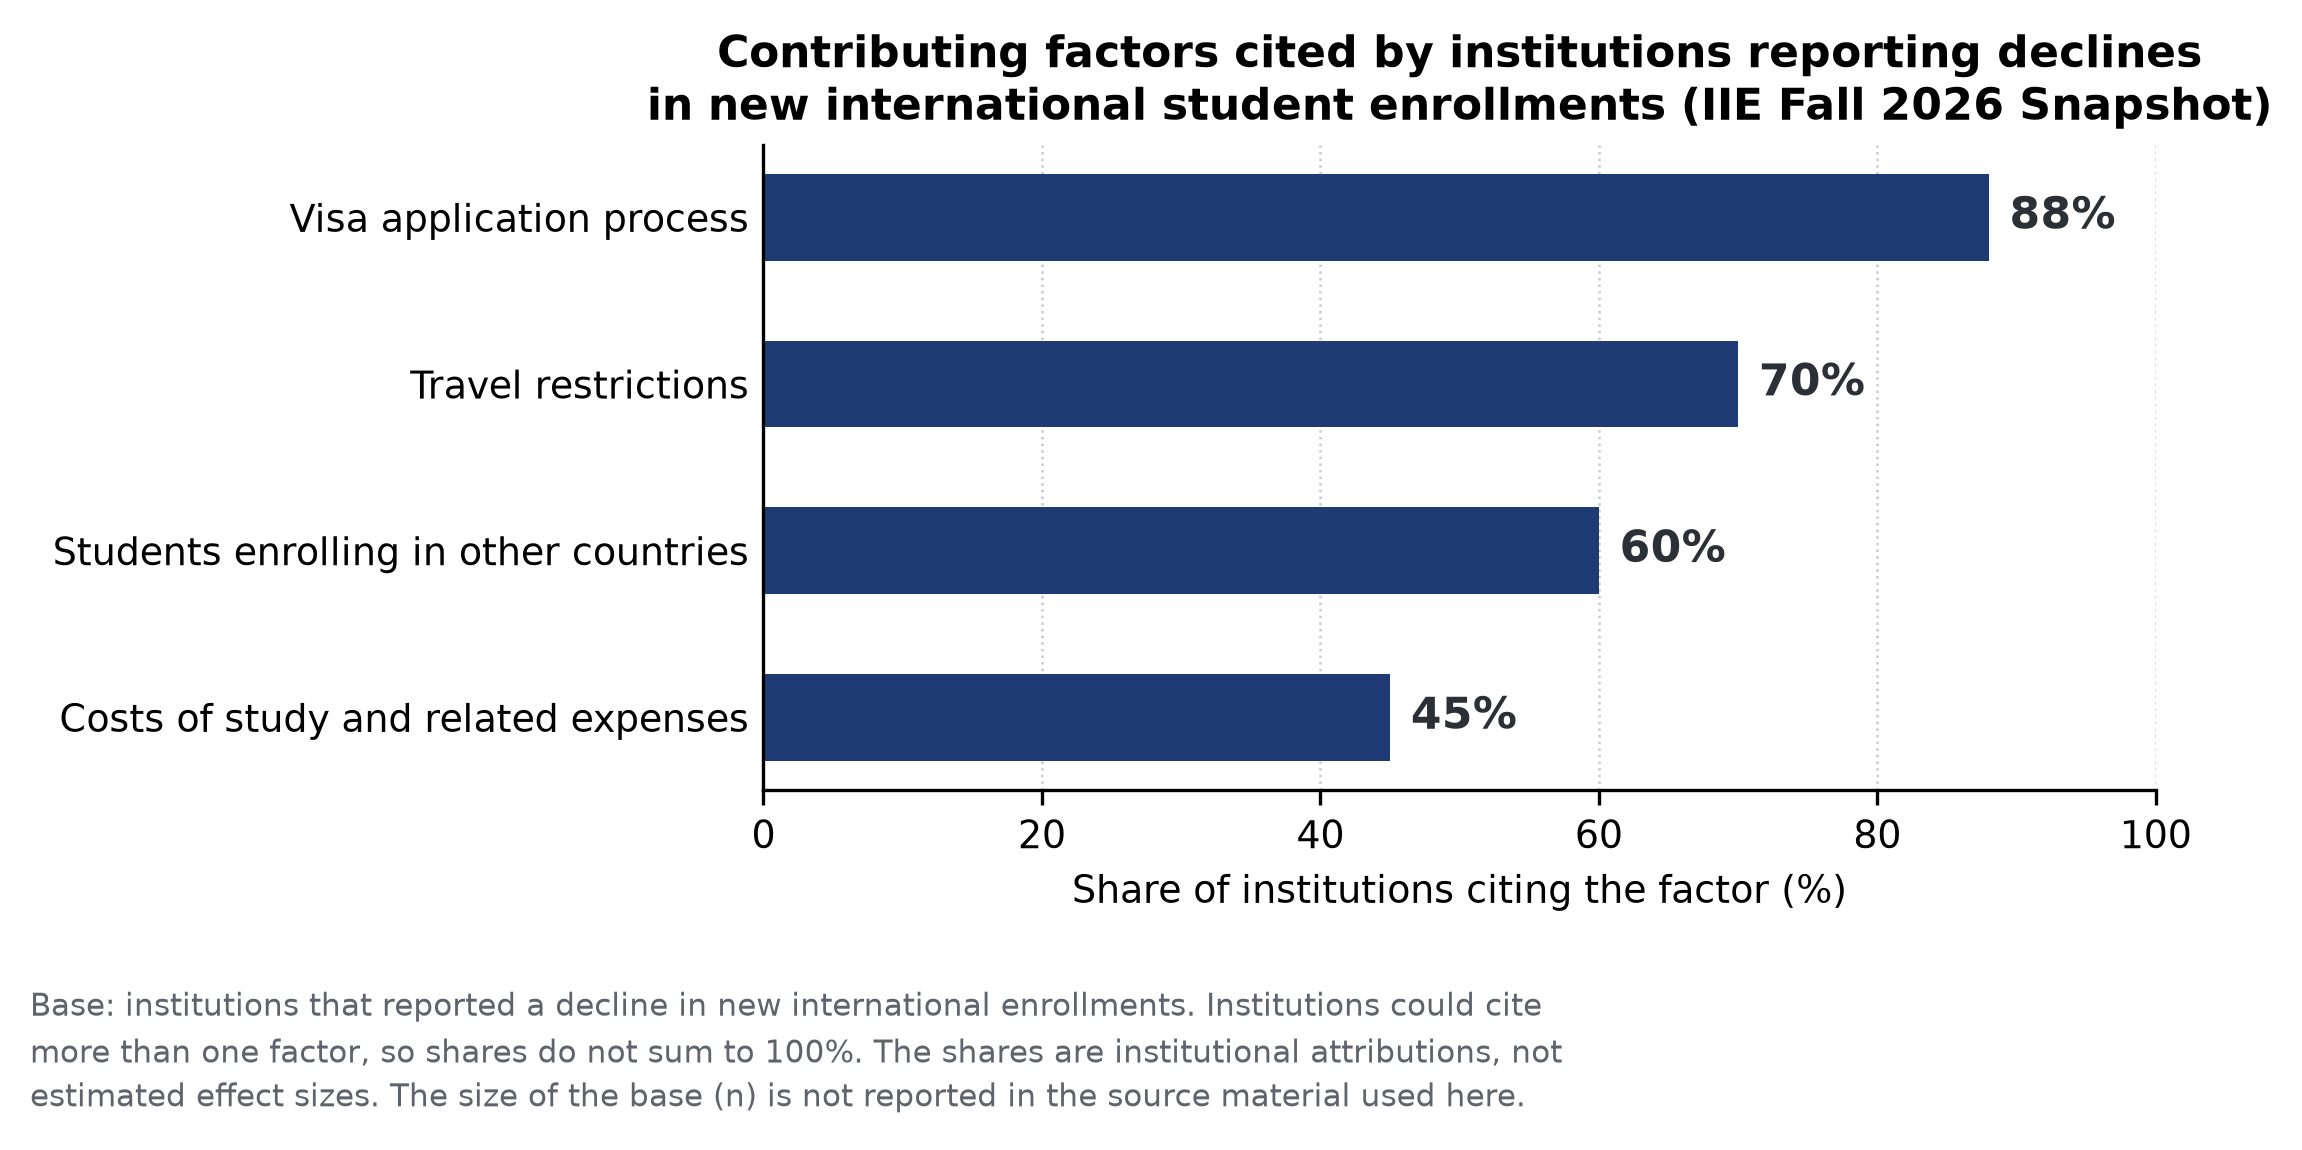 Contributing factors cited by institutions reporting declines
in new international student enrollments (IIE Fall 2026 Snapshot)
Visa application process
88%
Travel restrictions
70%
Students enrolling in other countries
60%
Costs of study and related expenses
45%
0 20 40 60 80 100
Share of institutions citing the factor (%)
Base: institutions that reported a decline in new international enrollments. Institutions could cite
more than one factor, so shares do not sum to 100%. The shares are institutional attributions, not
estimated effect sizes. The size of the base (n) is not reported in the source material used here.